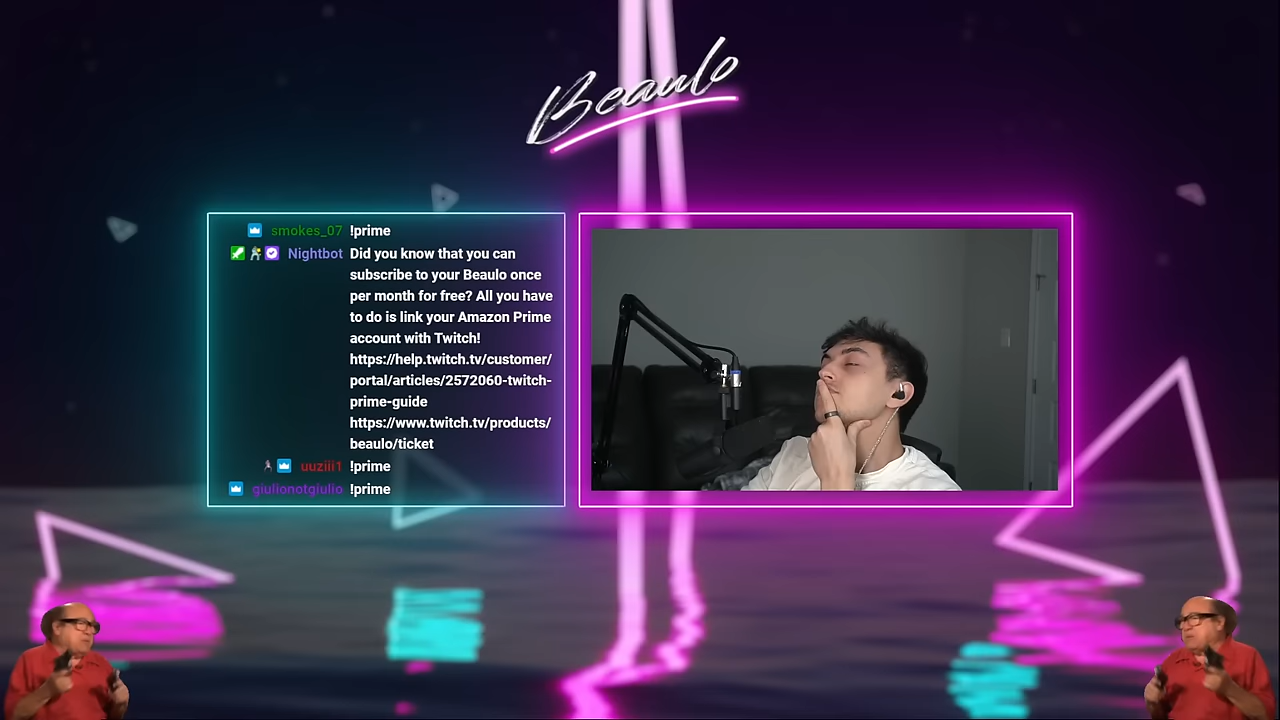 Beaulo
smokes_07 !prime
Nightbot Did you know that you can
subscribe to your Beaulo once
per month for free? All you have
to do is link your Amazon Prime
account with Twitch!
https://help.twitch.tv/customer/
portal/articles/2572060-twitch-
prime-guide
https://www.twitch.tv/products/
beaulo/ticket
uuziii1 !prime
giulionotgiulio !prime